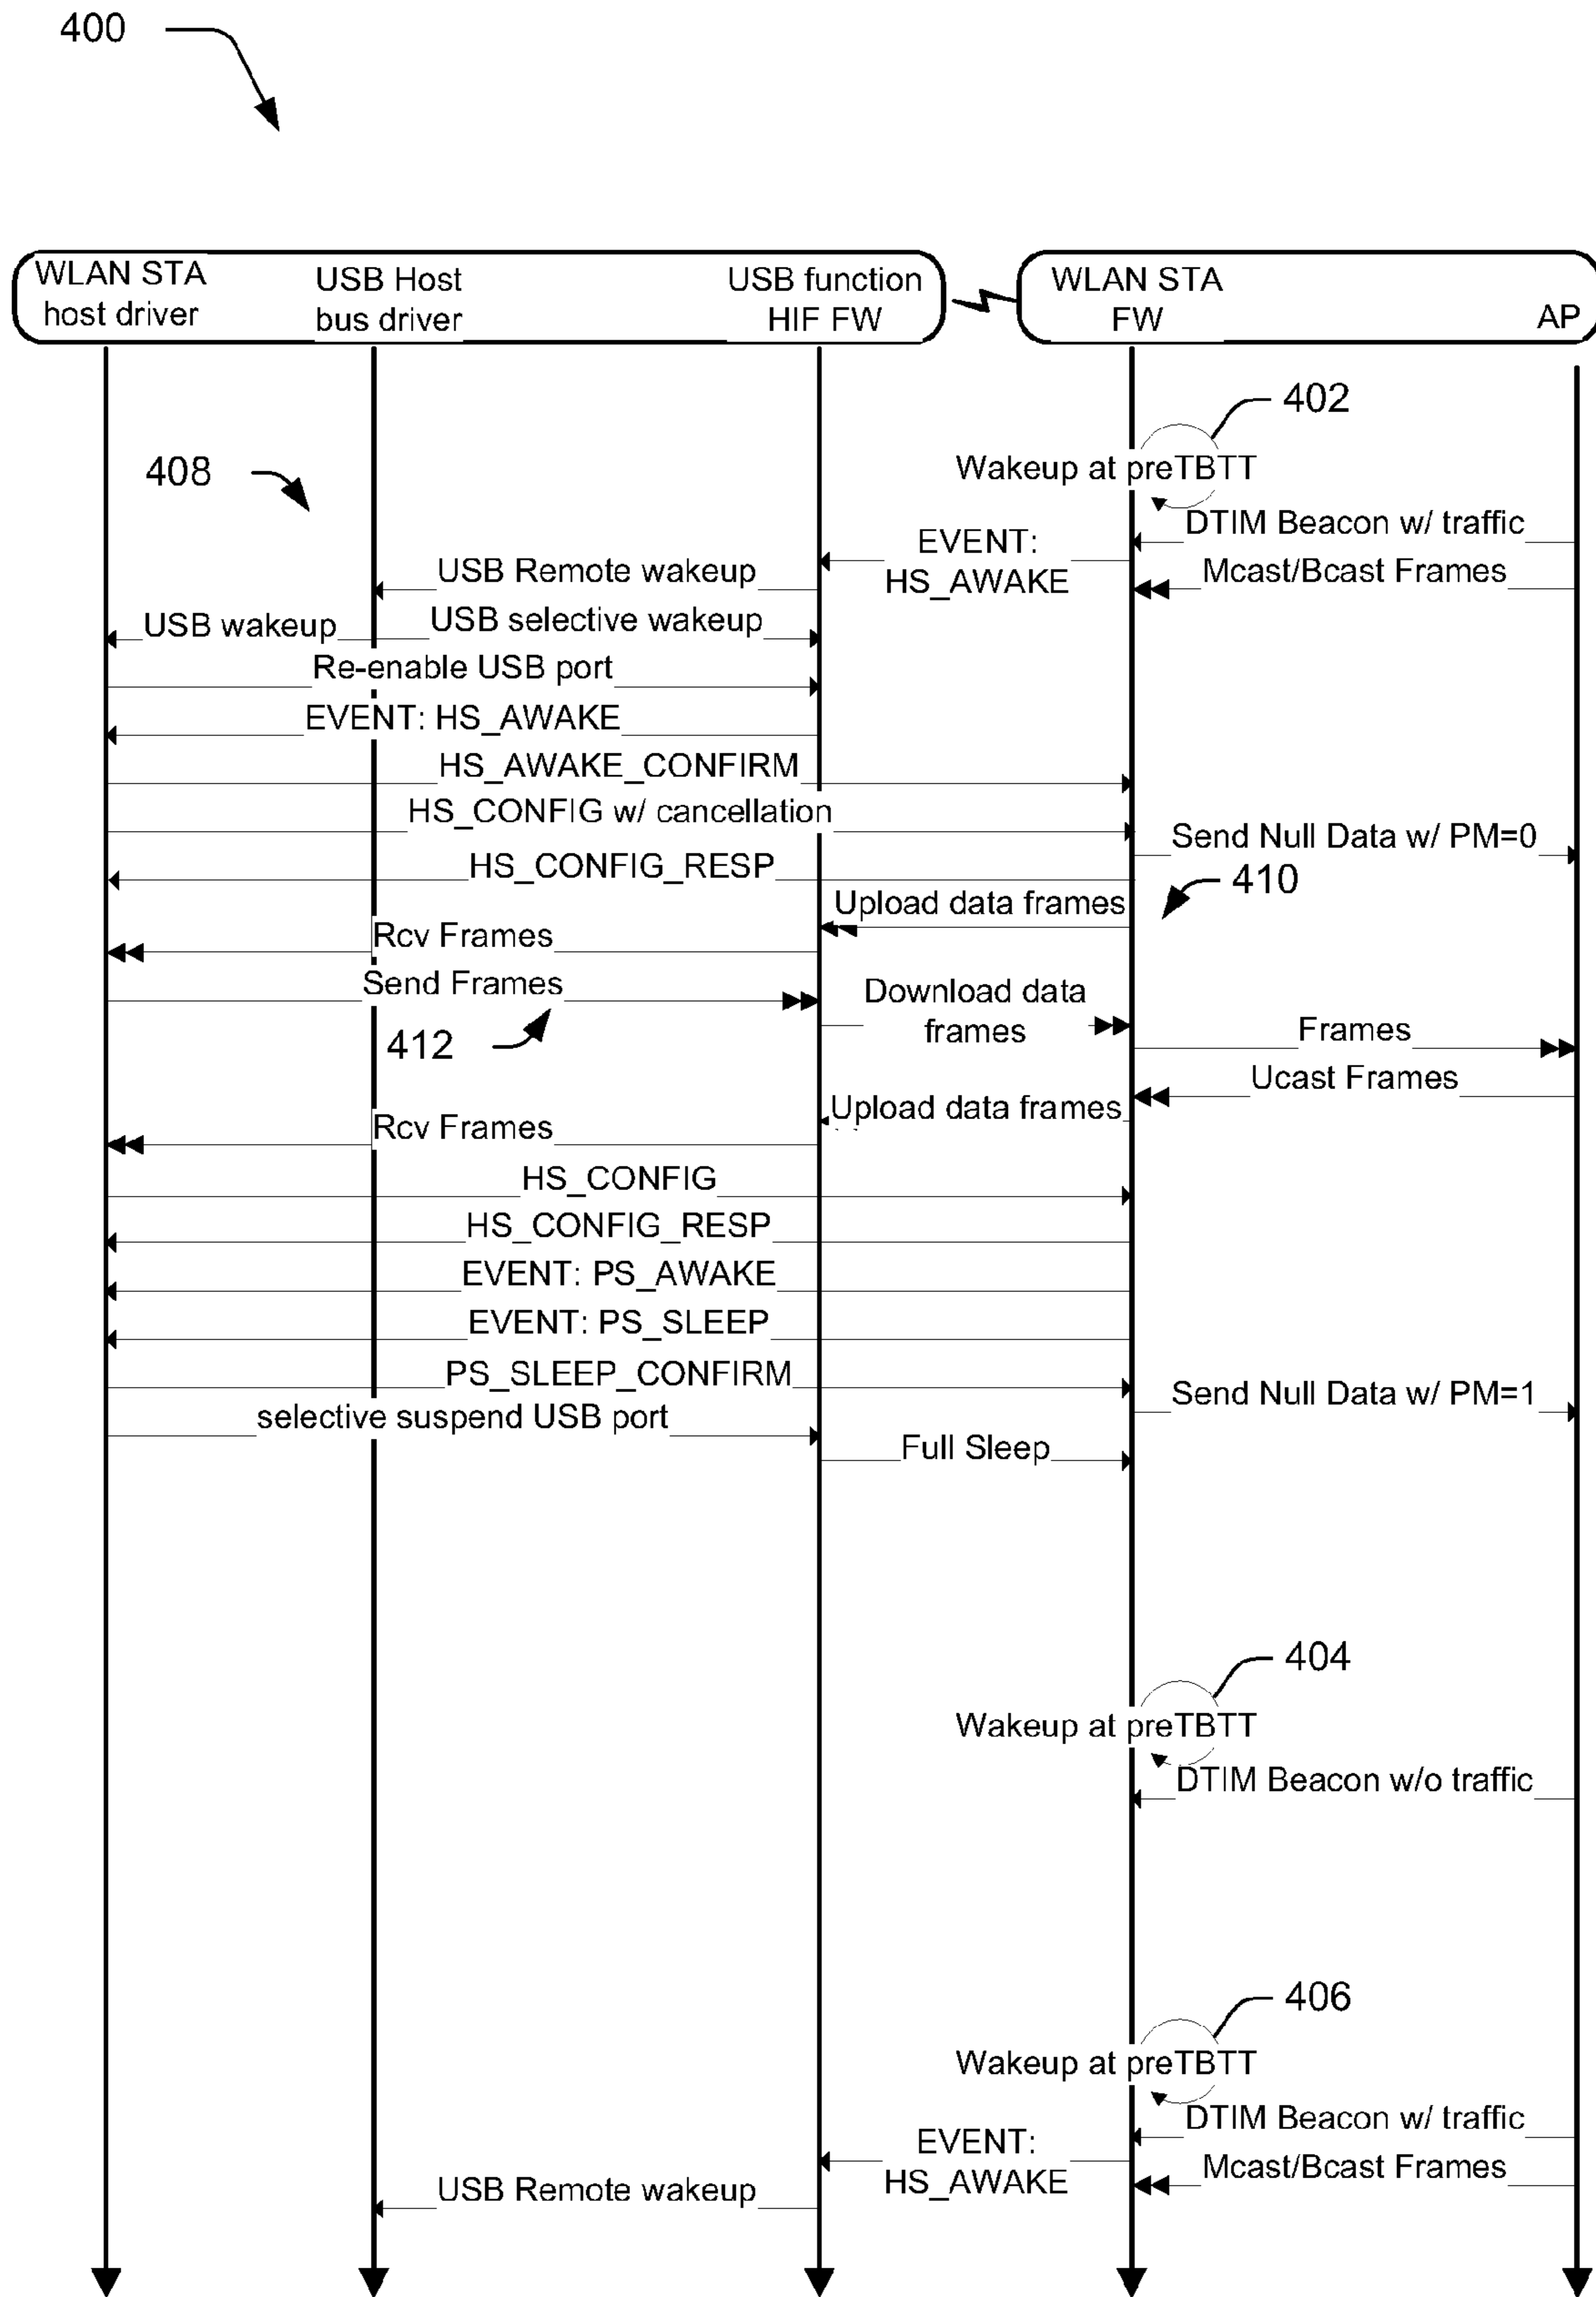 400
WLAN STA
host driver
USB Host
bus driver
USB function
HIF FW
WLAN STA
FW
AP
402
Wakeup at preTBTT
408
DTIM Beacon w/ traffic
EVENT:
HS_AWAKE
Mcast/Bcast Frames
USB Remote wakeup
USB wakeup
USB selective wakeup
Re-enable USB port
EVENT: HS_AWAKE
HS_AWAKE_CONFIRM
HS_CONFIG w/ cancellation
Send Null Data w/ PM=0
HS_CONFIG_RESP
410
Upload data frames
Rcv Frames
Send Frames
Download data
frames
412
Frames
Ucast Frames
Upload data frames
Rcv Frames
HS_CONFIG
HS_CONFIG_RESP
EVENT: PS_AWAKE
EVENT: PS_SLEEP
PS_SLEEP_CONFIRM
Send Null Data w/ PM=1
selective suspend USB port
Full Sleep
404
Wakeup at preTBTT
DTIM Beacon w/o traffic
406
Wakeup at preTBTT
DTIM Beacon w/ traffic
EVENT:
HS_AWAKE
Mcast/Bcast Frames
USB Remote wakeup